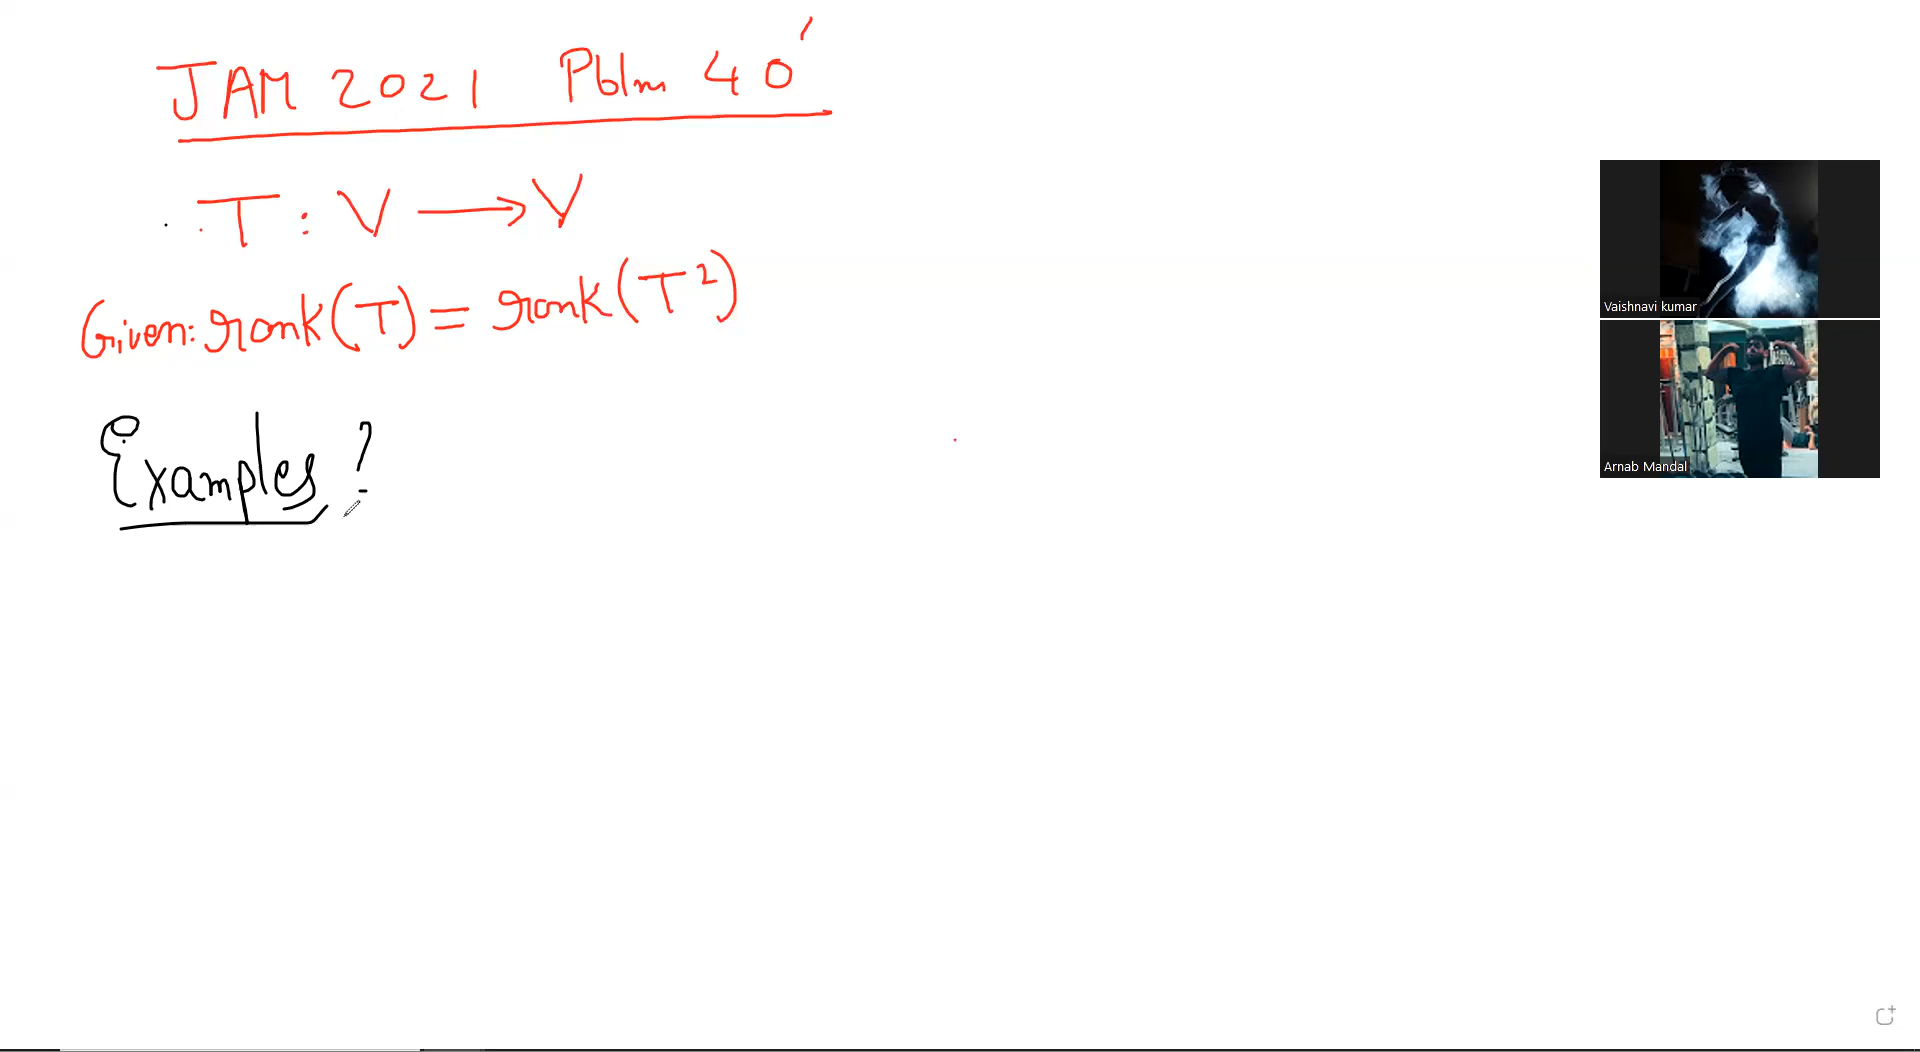 JAM 2021 Pblm 40'
T : V → V
Given: rank(T) = rank(T²)
Examples ?
Vaishnavi kumar
Arnab Mandal